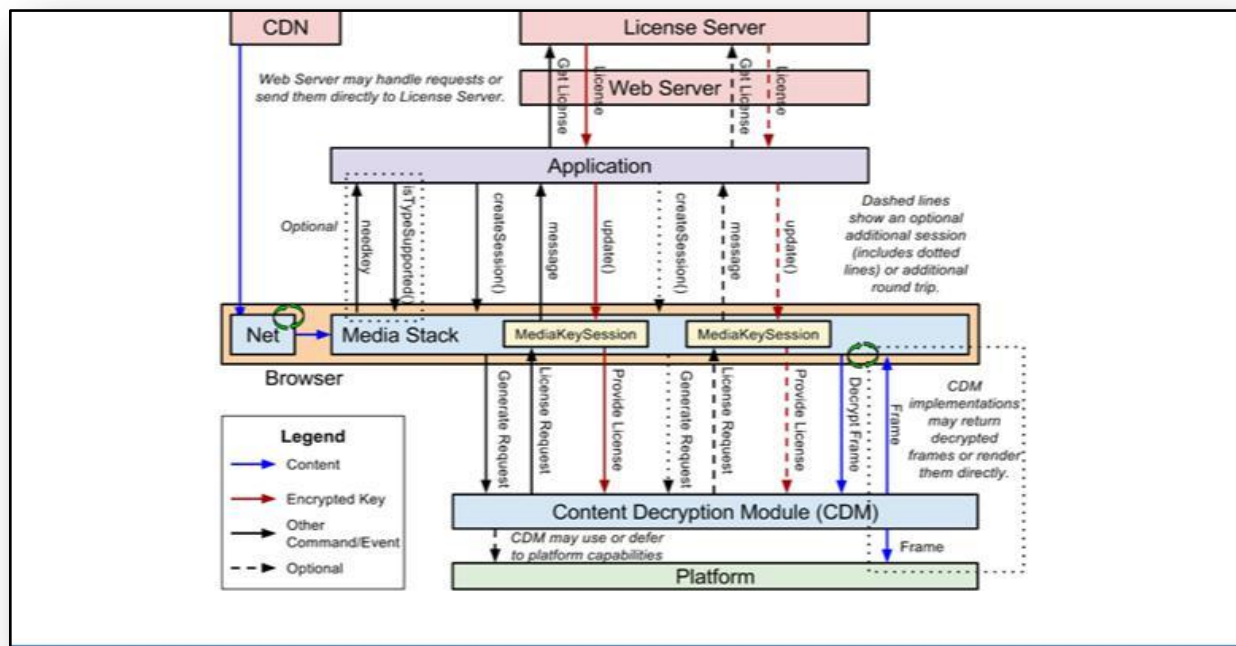 CDN
License Server
Web Server may handle requests or
send them directly to License Server.
Get License
License
Get License
License
Web Server
Application
Optional
needkey
isTypeSupported()
createSession()
message
update()
createSession()
message
update()
Dashed lines
show an optional
additional session
(includes dotted
lines) or additional
round trip.
Net
Media Stack
MediaKeySession
MediaKeySession
Browser
Generate Request
License Request
Provide License
Generate Request
License Request
Provide License
Decrypt Frame
Frame
CDM
implementations
may return
decrypted
frames or render
them directly.
Legend
Content
Encrypted Key
Other
Command/Event
Optional
Content Decryption Module (CDM)
CDM may use or defer
to platform capabilities
Frame
Platform